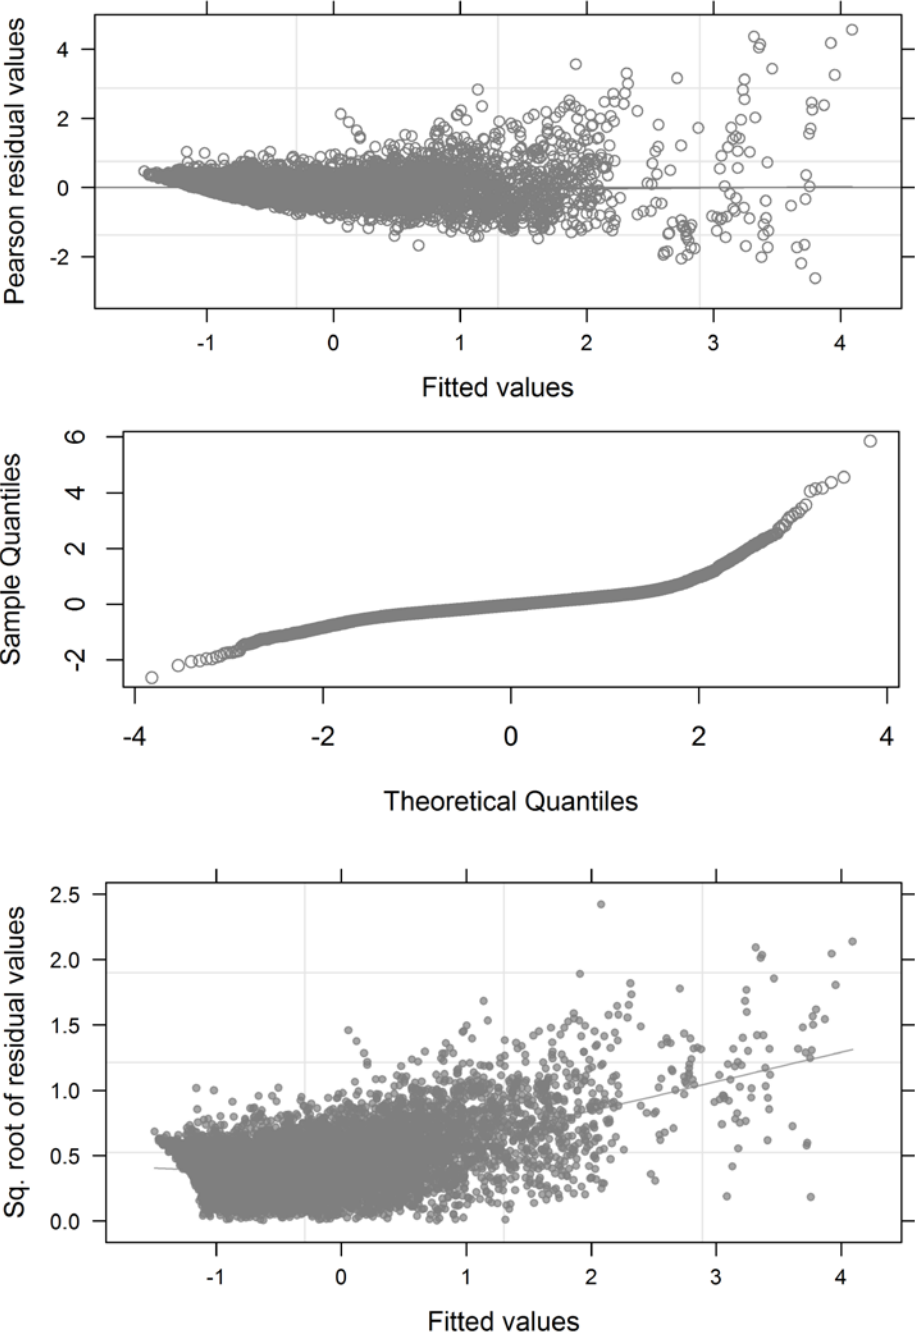 Pearson residual values
4
2
0
-2
-1 0 1 2 3 4
Fitted values
Sample Quantiles
6
4
2
0
-2
-4 -2 0 2 4
Theoretical Quantiles
Sq. root of residual values
2.5
2.0
1.5
1.0
0.5
0.0
-1 0 1 2 3 4
Fitted values